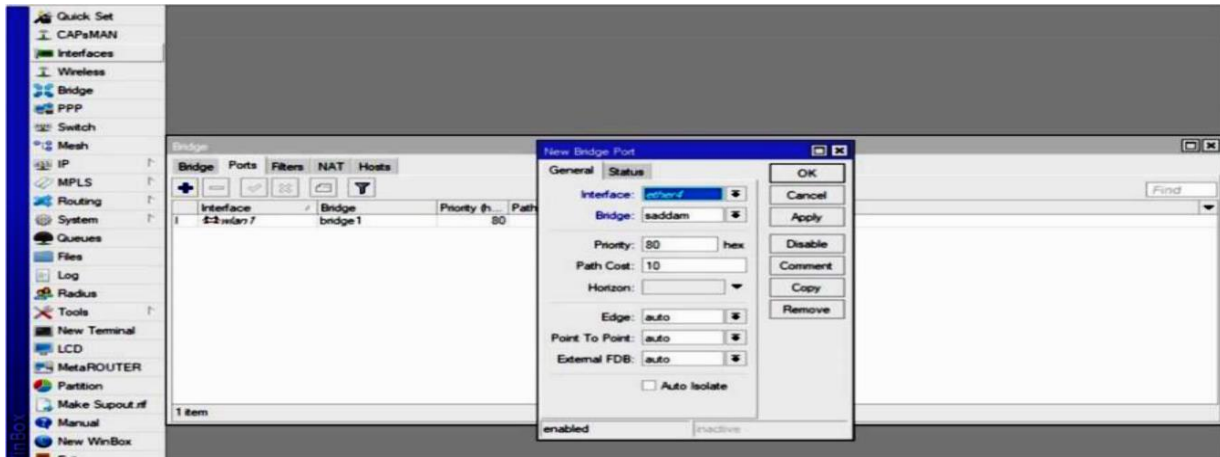 Quick Set
CAPsMAN
Interfaces
Wireless
Bridge
PPP
Switch
Mesh
IP
MPLS
Routing
System
Queues
Files
Log
Radius
Tools
New Terminal
LCD
MetaROUTER
Partition
Make Supout.rif
Manual
New WinBox
inBox
Bridge
Bridge Ports Filters NAT Hosts
Find
Interface / Bridge Priority (h... Path
I wlan1 bridge1 80
1 item
New Bridge Port
General Status
Interface: ether4
Bridge: saddam
Priority: 80 hex
Path Cost: 10
Horizon:
Edge: auto
Point To Point: auto
External FDB: auto
Auto Isolate
enabled inactive
OK
Cancel
Apply
Disable
Comment
Copy
Remove